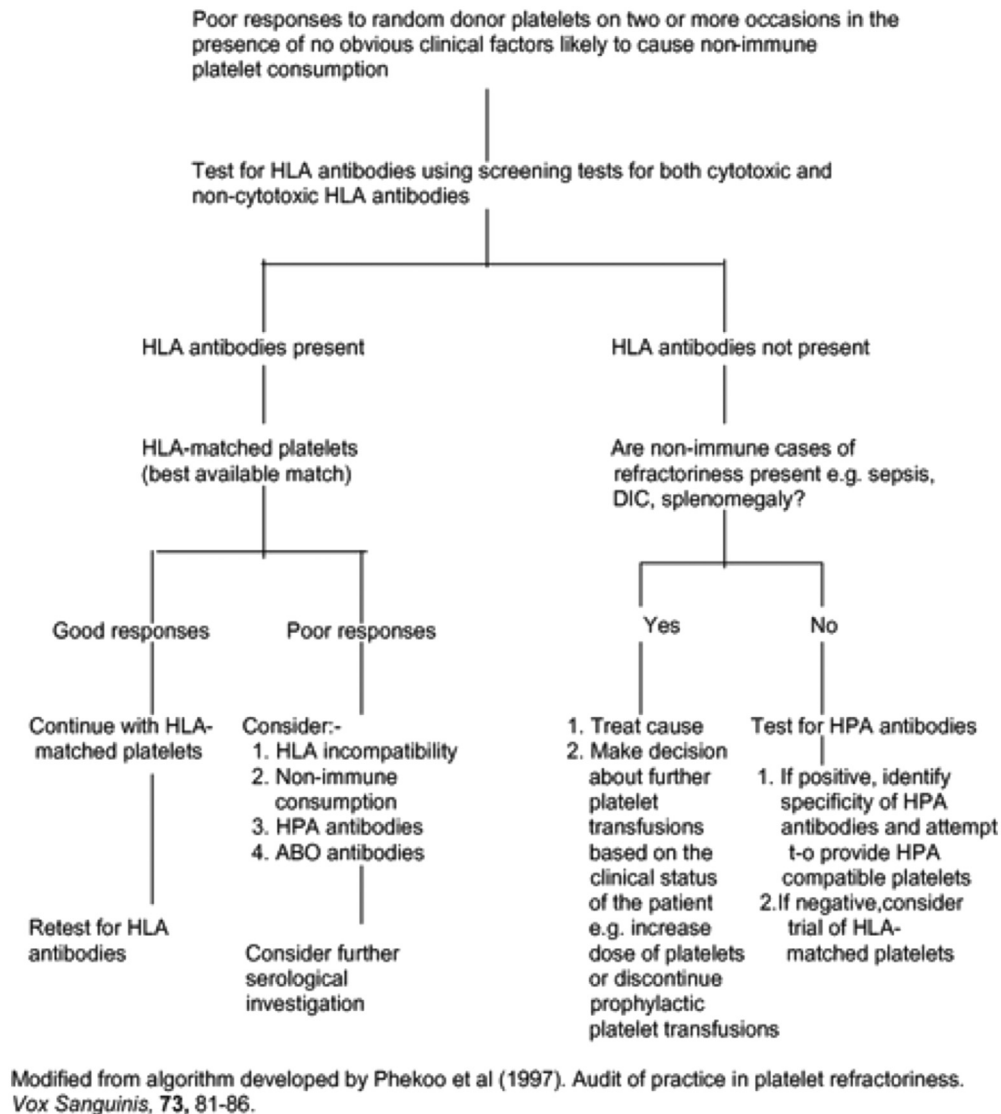 Poor responses to random donor platelets on two or more occasions in the
presence of no obvious clinical factors likely to cause non-immune
platelet consumption
Test for HLA antibodies using screening tests for both cytotoxic and
non-cytotoxic HLA antibodies
HLA antibodies present
HLA antibodies not present
HLA-matched platelets
(best available match)
Are non-immune cases of
refractoriness present e.g. sepsis,
DIC, splenomegaly?
Good responses
Poor responses
Yes
No
Continue with HLA-
matched platelets
Consider:-
1. HLA incompatibility
2. Non-immune
consumption
3. HPA antibodies
4. ABO antibodies
1. Treat cause
2. Make decision
about further
platelet
transfusions
based on the
clinical status
of the patient
e.g. increase
dose of platelets
or discontinue
prophylactic
platelet transfusions
Test for HPA antibodies
1. If positive, identify
specificity of HPA
antibodies and attempt
t-o provide HPA
compatible platelets
2.If negative,consider
trial of HLA-
matched platelets
Retest for HLA
antibodies
Consider further
serological
investigation
Modified from algorithm developed by Phekoo et al (1997). Audit of practice in platelet refractoriness.
Vox Sanguinis, 73, 81-86.